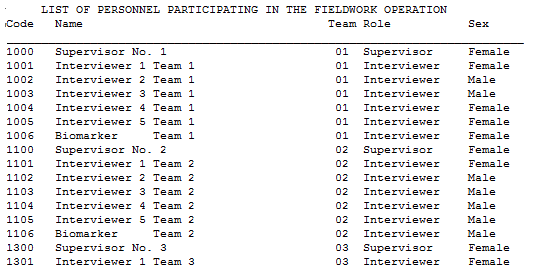 LIST OF PERSONNEL PARTICIPATING IN THE FIELDWORK OPERATION
Code Name Team Role Sex
1000 Supervisor No. 1 01 Supervisor Female
1001 Interviewer 1 Team 1 01 Interviewer Female
1002 Interviewer 2 Team 1 01 Interviewer Male
1003 Interviewer 3 Team 1 01 Interviewer Male
1004 Interviewer 4 Team 1 01 Interviewer Female
1005 Interviewer 5 Team 1 01 Interviewer Female
1006 Biomarker Team 1 01 Interviewer Female
1100 Supervisor No. 2 02 Supervisor Female
1101 Interviewer 1 Team 2 02 Interviewer Female
1102 Interviewer 2 Team 2 02 Interviewer Male
1103 Interviewer 3 Team 2 02 Interviewer Male
1104 Interviewer 4 Team 2 02 Interviewer Male
1105 Interviewer 5 Team 2 02 Interviewer Male
1106 Biomarker Team 2 02 Interviewer Male
1300 Supervisor No. 3 03 Supervisor Female
1301 Interviewer 1 Team 3 03 Interviewer Female